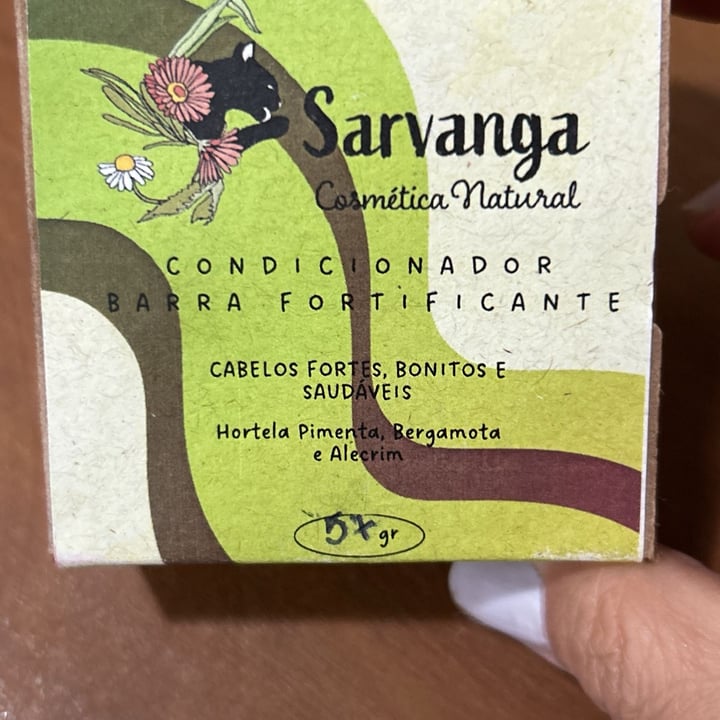 Sarvanga
Cosmética Natural
CONDICIONADOR
BARRA FORTIFICANTE
CABELOS FORTES, BONITOS E
SAUDÁVEIS
Hortela Pimenta, Bergamota
e Alecrim
gr